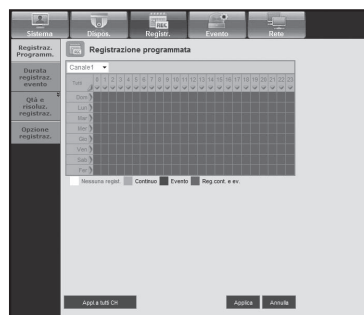 Sistema Dispos. Registr. Evento Rete
REC
Registraz. Programm.
Durata registraz. evento
Qtà e risoluz. registraz.
Opzione registraz.
Registrazione programmata
Canale1
Tutti 0 1 2 3 4 5 6 7 8 9 10 11 12 13 14 15 16 17 18 19 20 21 22 23
Dom
Lun
Mar
Mer
Gio
Ven
Sab
Fer
Nessuna regist. Continuo Evento Reg.cont. e ev.
Appl.a tutti CH Applica Annulla